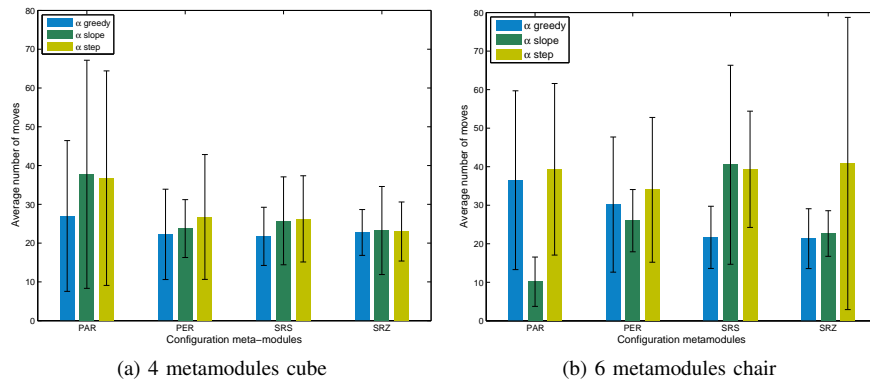 α greedy
α slope
α step
80
70
60
50
40
30
20
10
0
Average number of moves
PAR PER SRS SRZ
Configuration meta-modules
(a) 4 metamodules cube
α greedy
α slope
α step
80
70
60
50
40
30
20
10
0
Average number of moves
PAR PER SRS SRZ
Configuration metamodules
(b) 6 metamodules chair